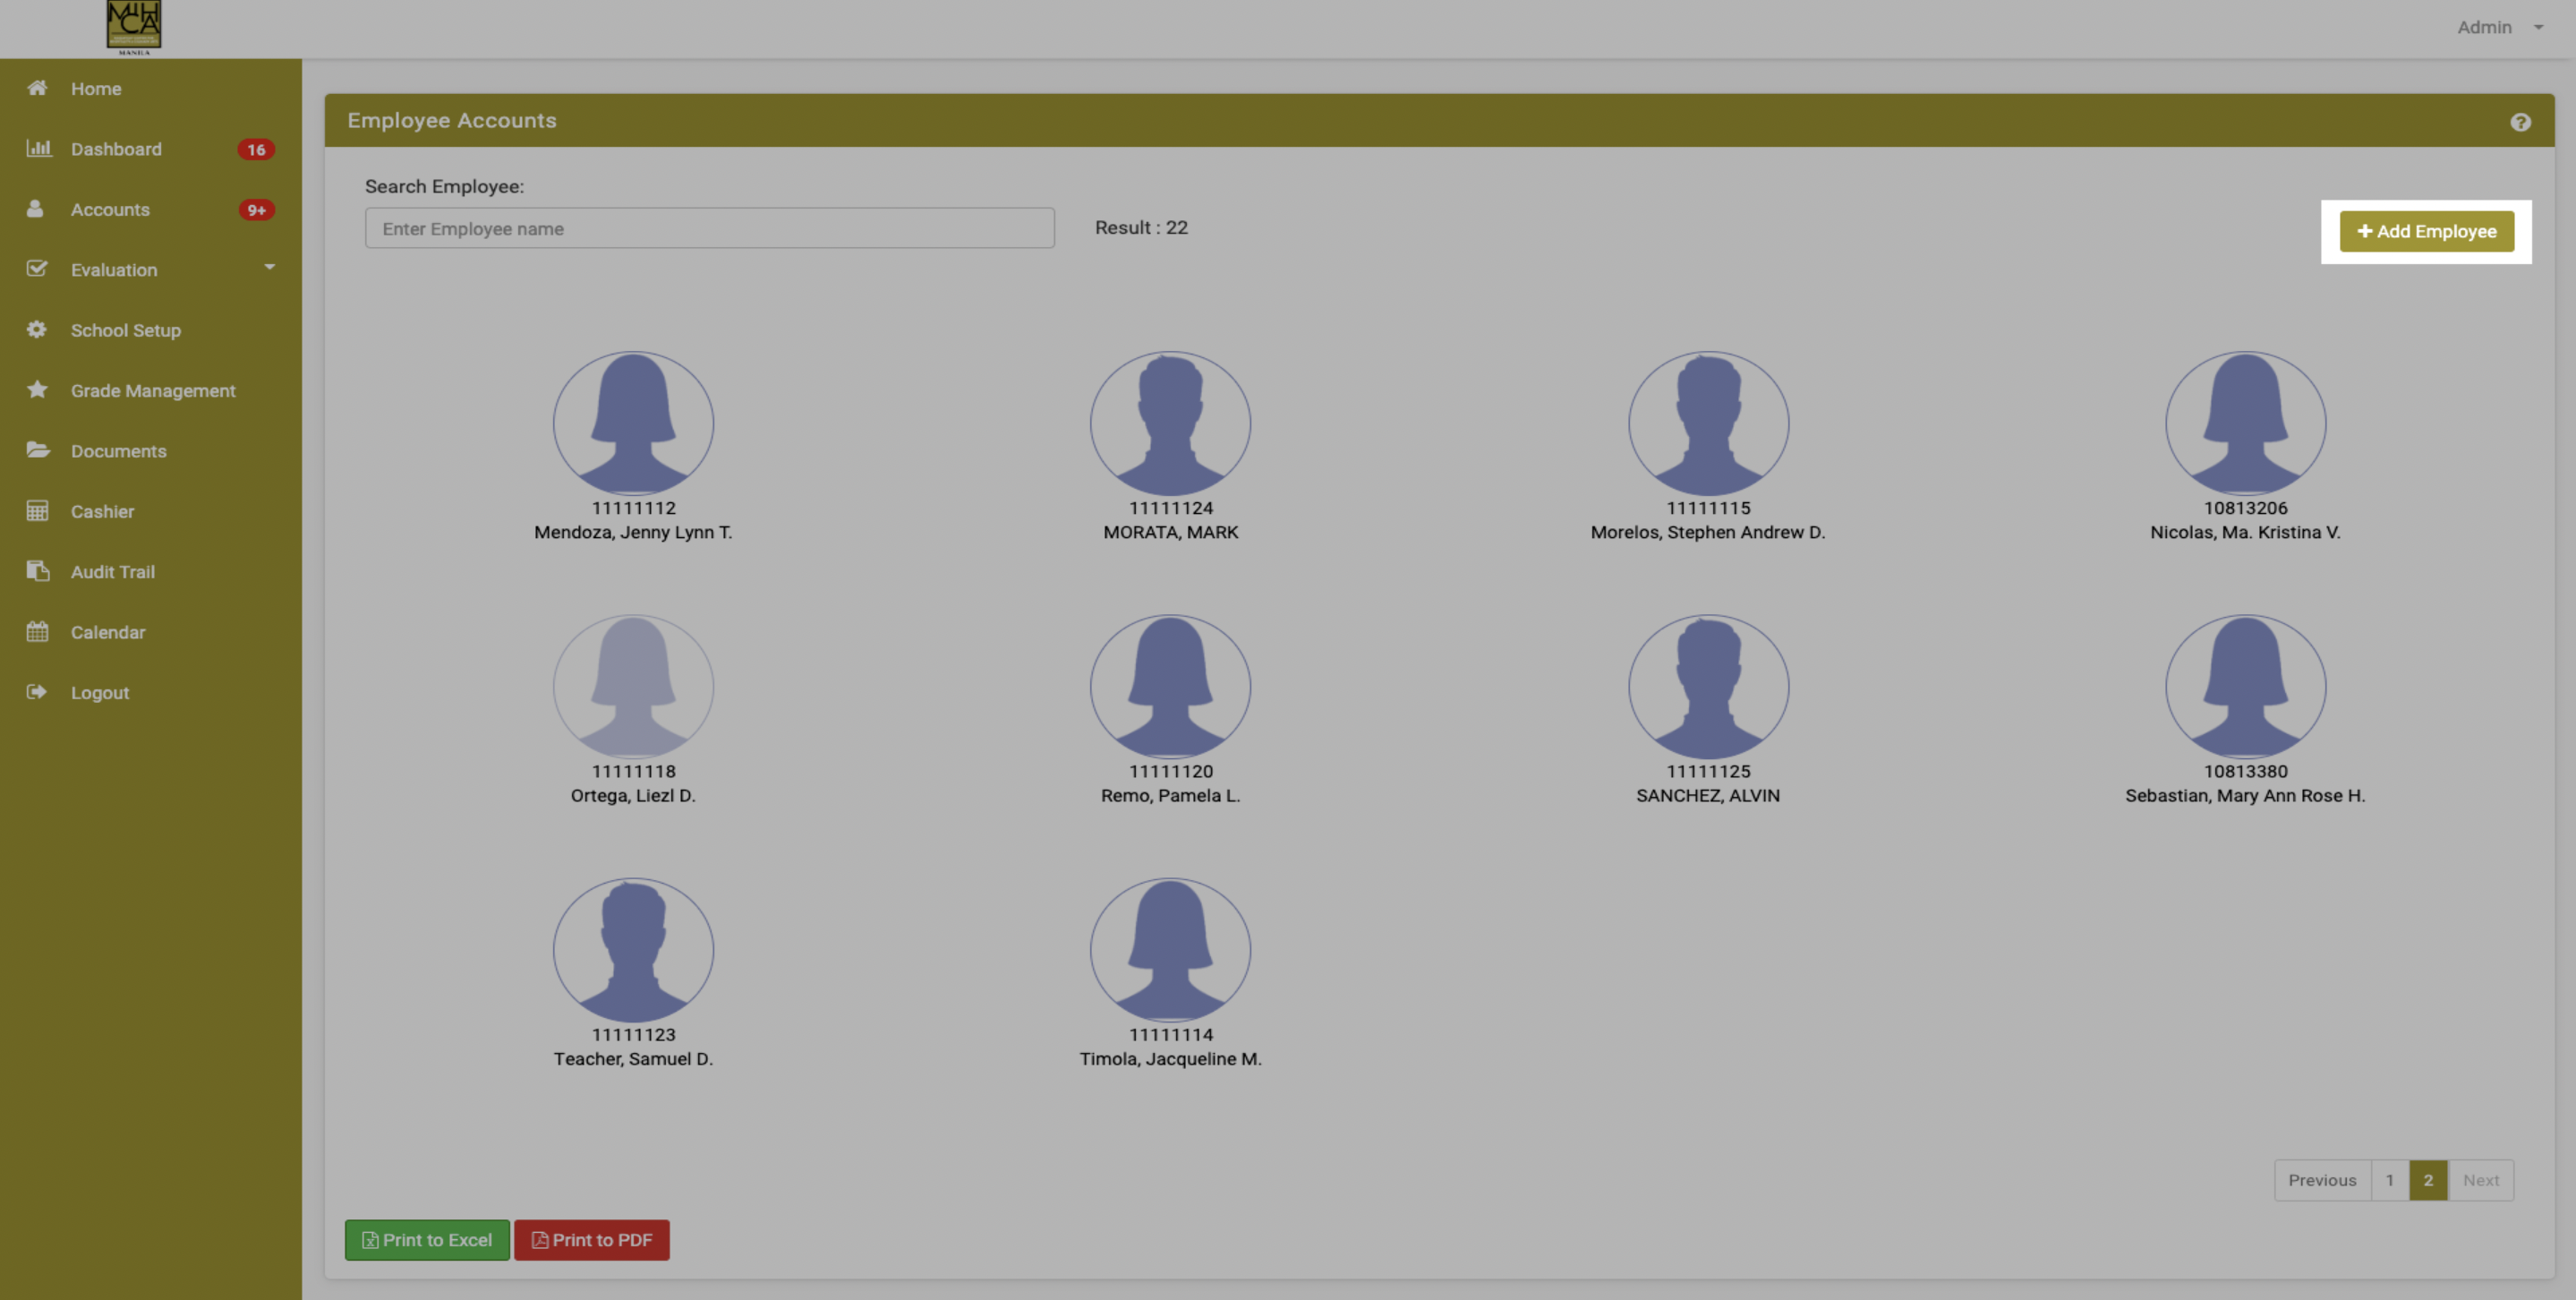 MIHCA
MANILA
Admin
Home
Dashboard 16
Accounts 9+
Evaluation
School Setup
Grade Management
Documents
Cashier
Audit Trail
Calendar
Logout
Employee Accounts
Search Employee:
Enter Employee name
Result : 22
Add Employee
11111112
Mendoza, Jenny Lynn T.
11111124
MORATA, MARK
11111115
Morelos, Stephen Andrew D.
10813206
Nicolas, Ma. Kristina V.
11111118
Ortega, Liezl D.
11111120
Remo, Pamela L.
11111125
SANCHEZ, ALVIN
10813380
Sebastian, Mary Ann Rose H.
11111123
Teacher, Samuel D.
11111114
Timola, Jacqueline M.
Previous 1 2 Next
Print to Excel Print to PDF